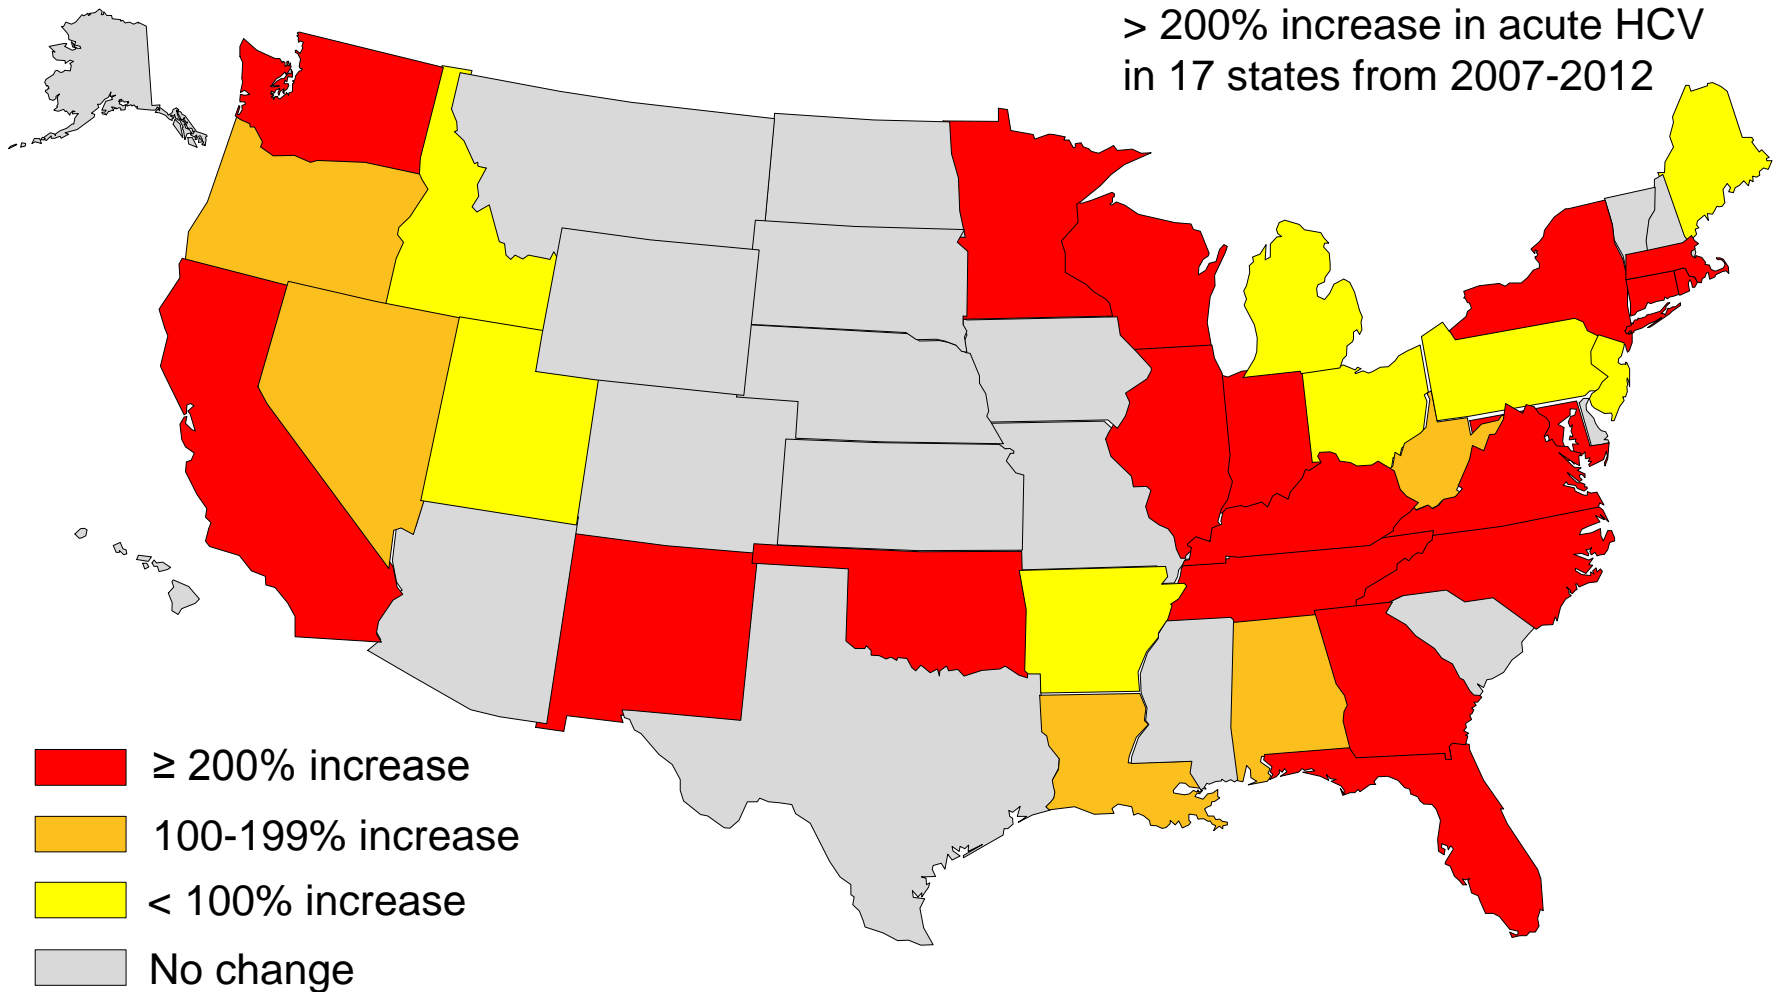 > 200% increase in acute HCV
in 17 states from 2007-2012
≥ 200% increase
100-199% increase
< 100% increase
No change